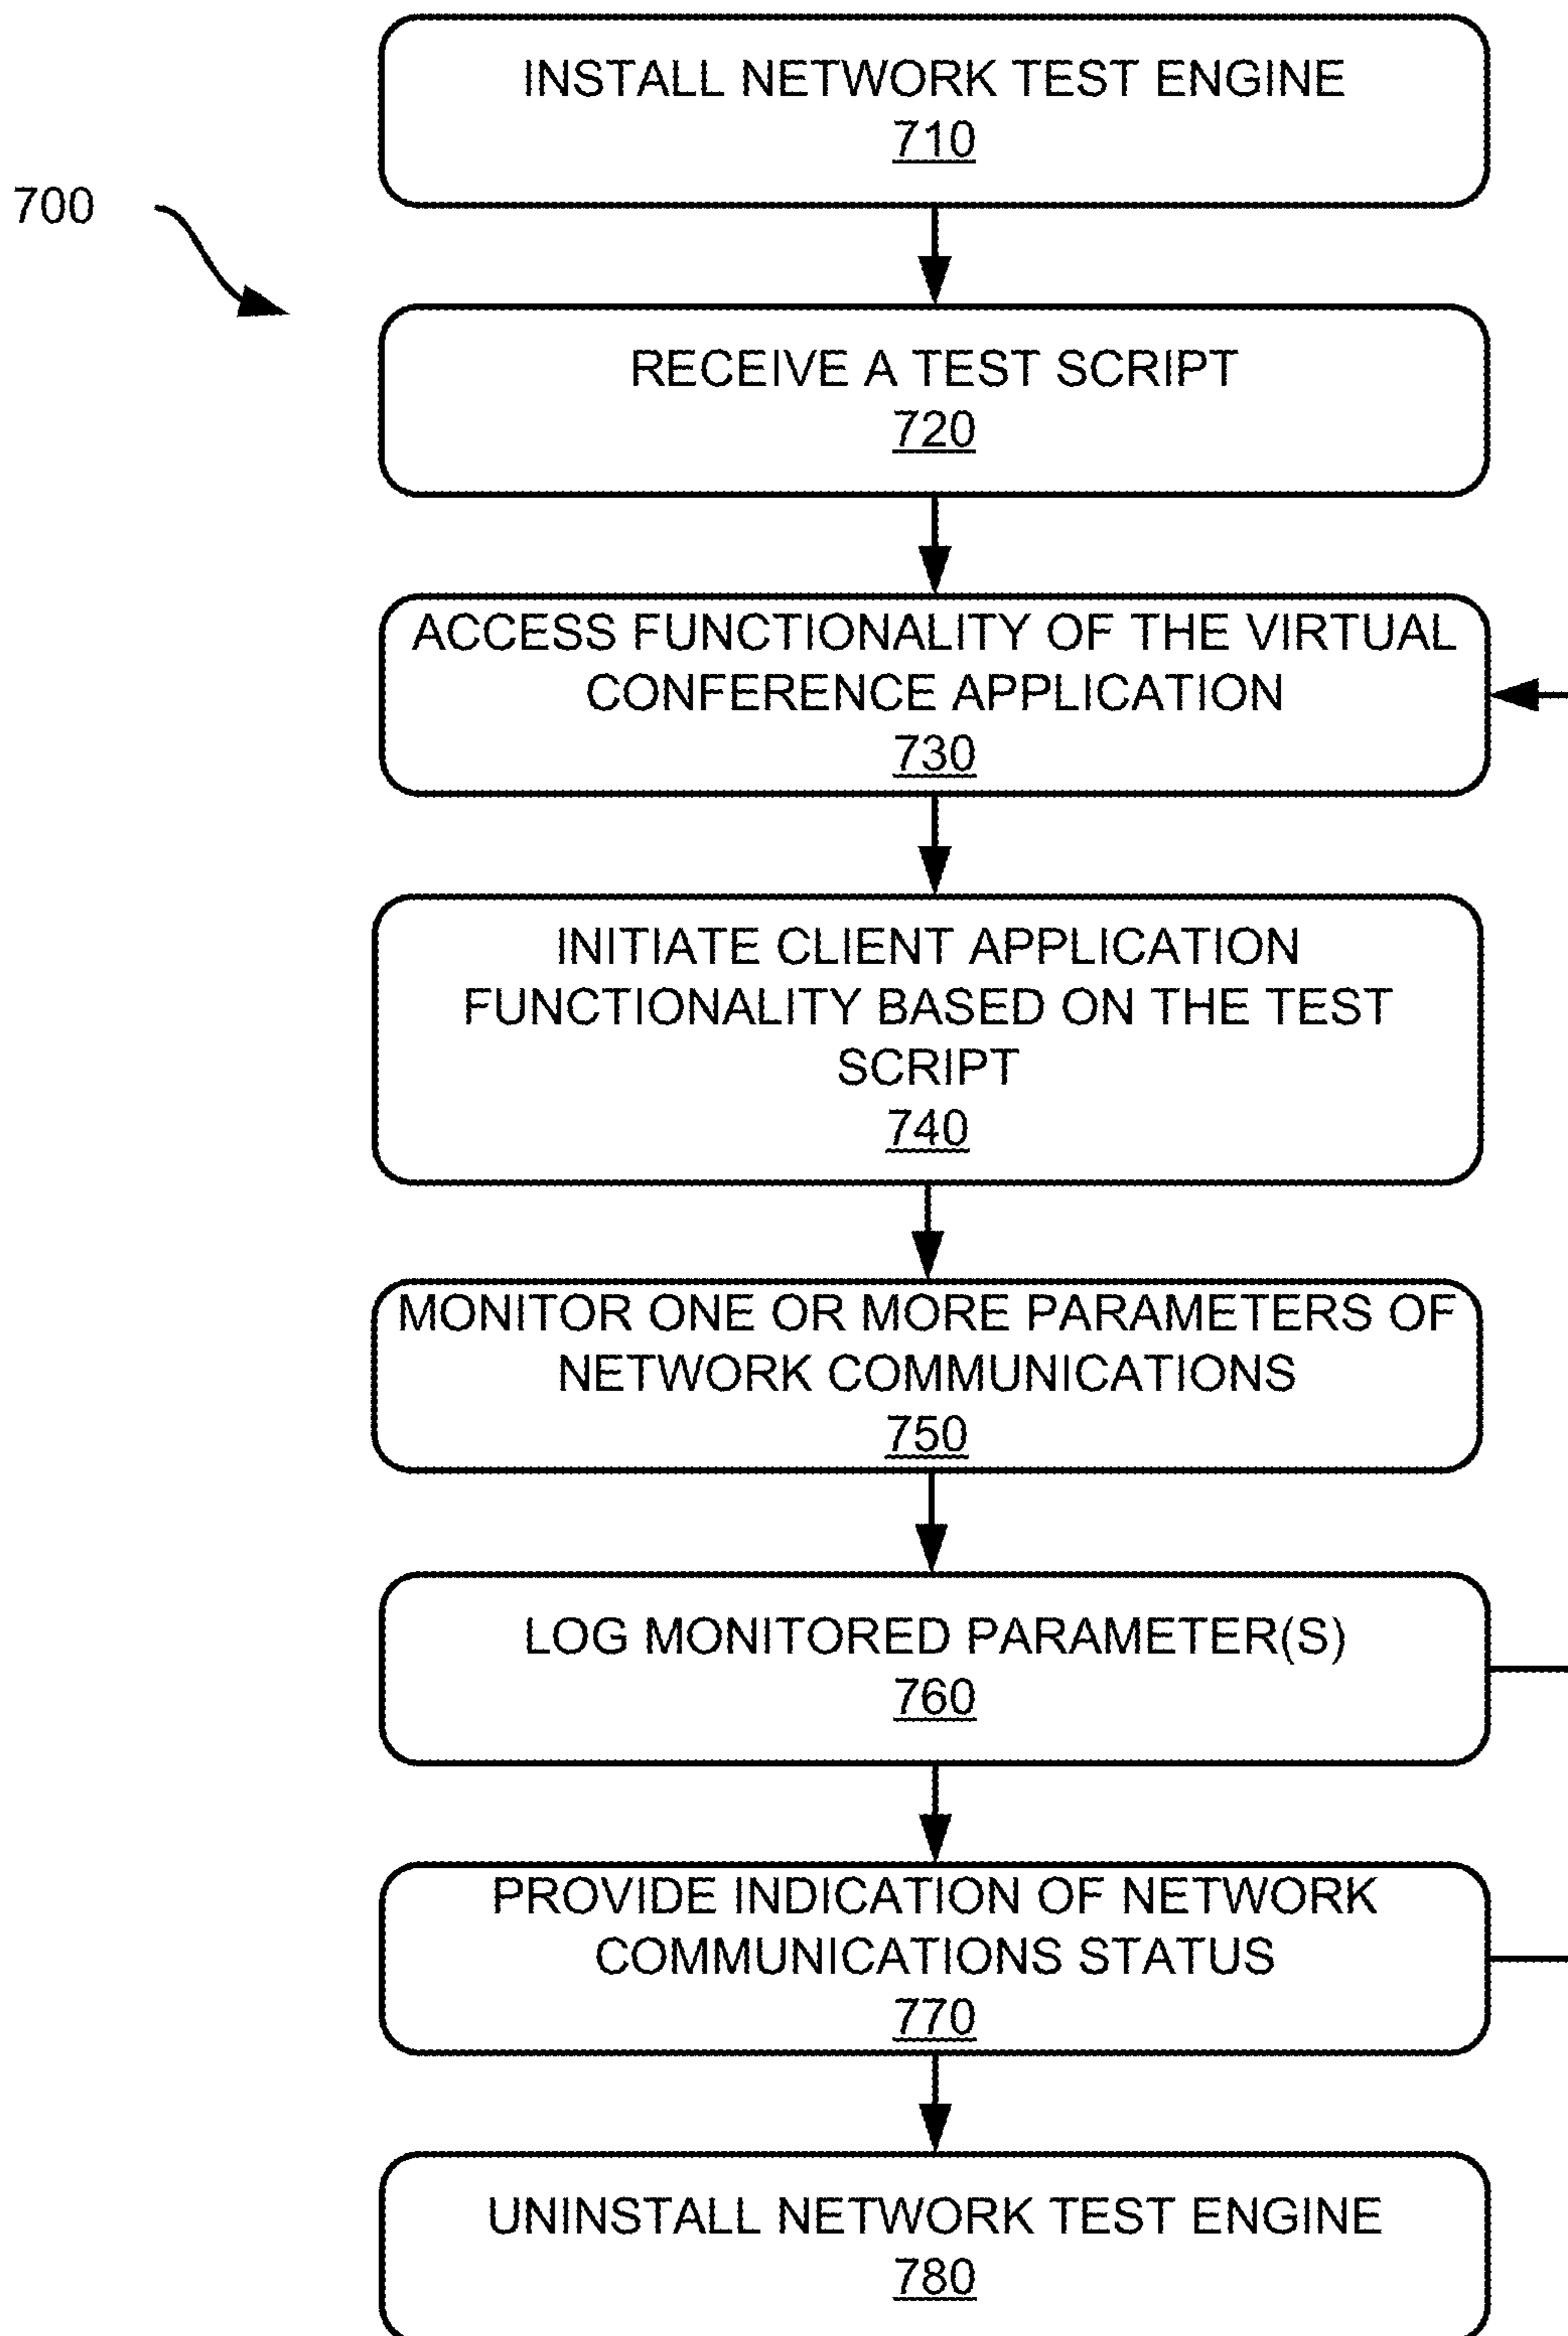 INSTALL NETWORK TEST ENGINE
710
700
RECEIVE A TEST SCRIPT
720
ACCESS FUNCTIONALITY OF THE VIRTUAL
CONFERENCE APPLICATION
730
INITIATE CLIENT APPLICATION
FUNCTIONALITY BASED ON THE TEST
SCRIPT
740
MONITOR ONE OR MORE PARAMETERS OF
NETWORK COMMUNICATIONS
750
LOG MONITORED PARAMETER(S)
760
PROVIDE INDICATION OF NETWORK
COMMUNICATIONS STATUS
770
UNINSTALL NETWORK TEST ENGINE
780